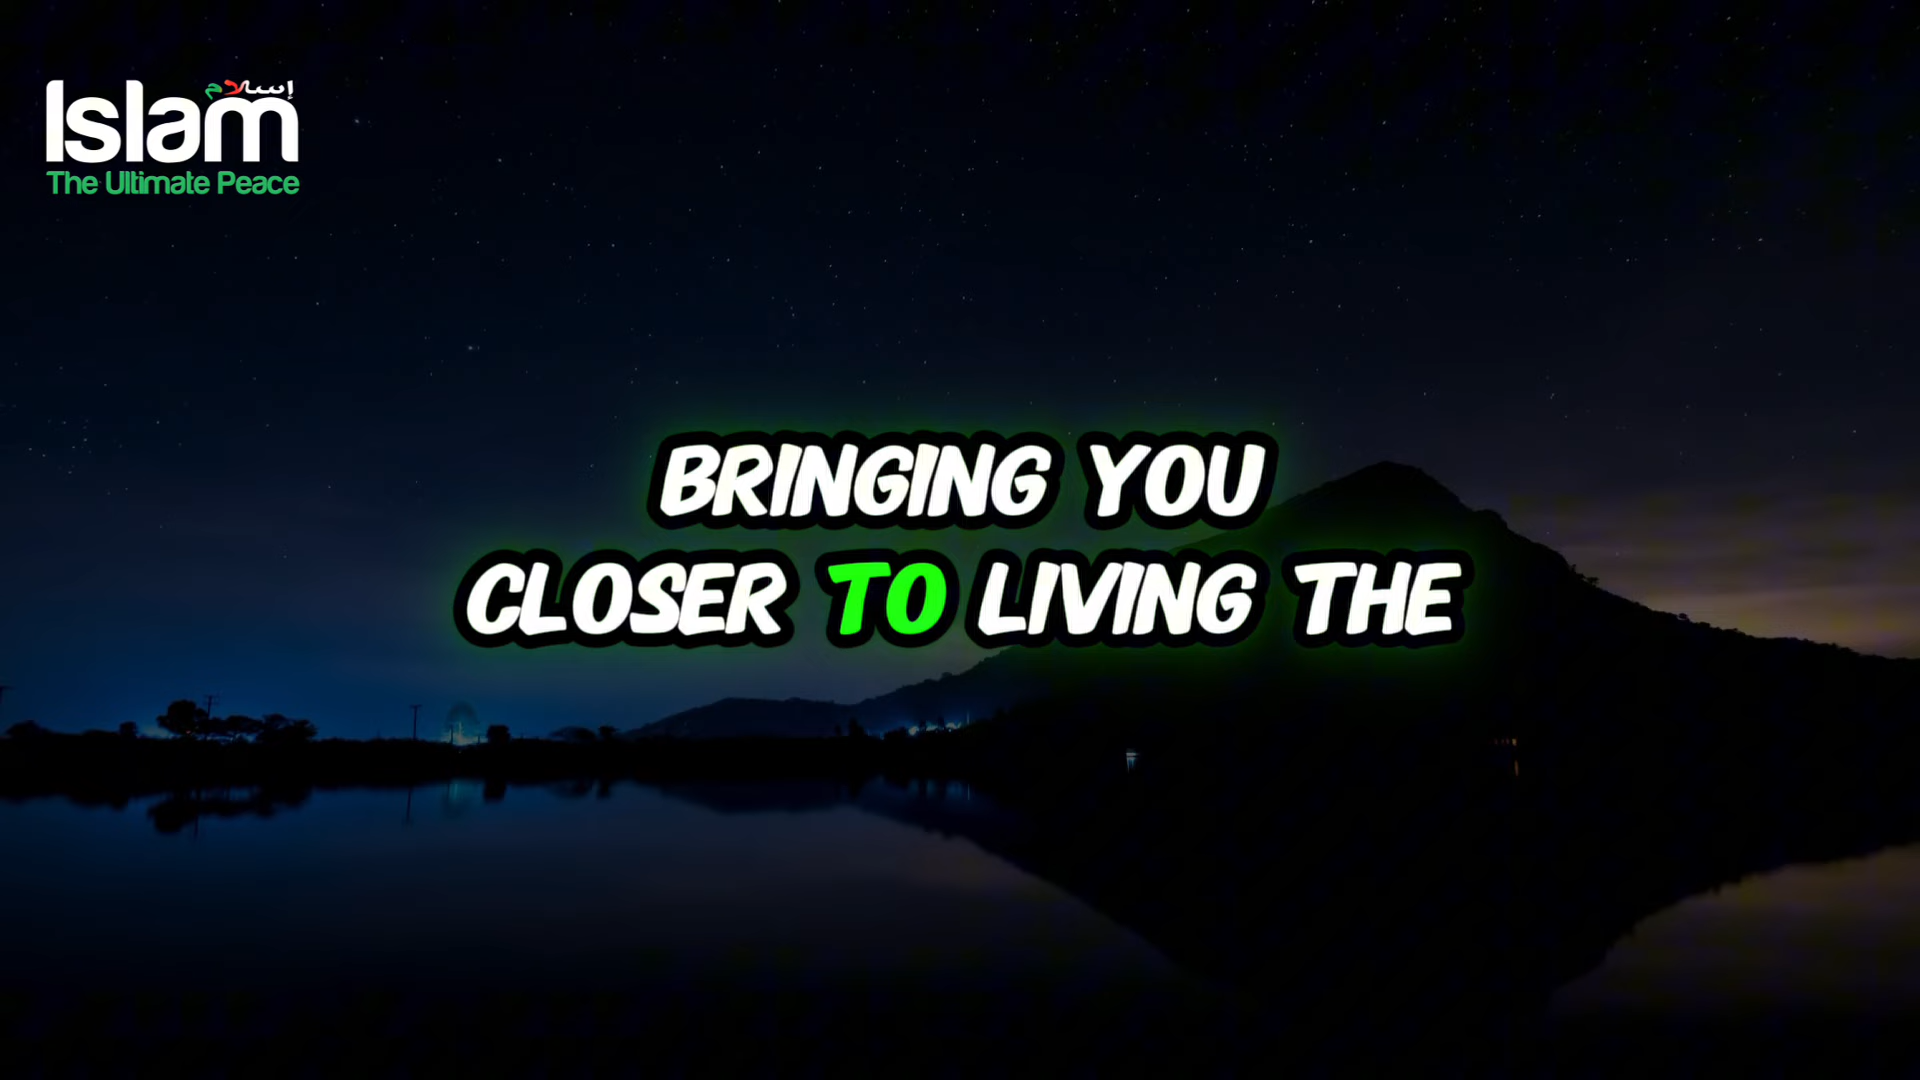 إسلام
Islam
The Ultimate Peace
BRINGING YOU
CLOSER TO LIVING THE